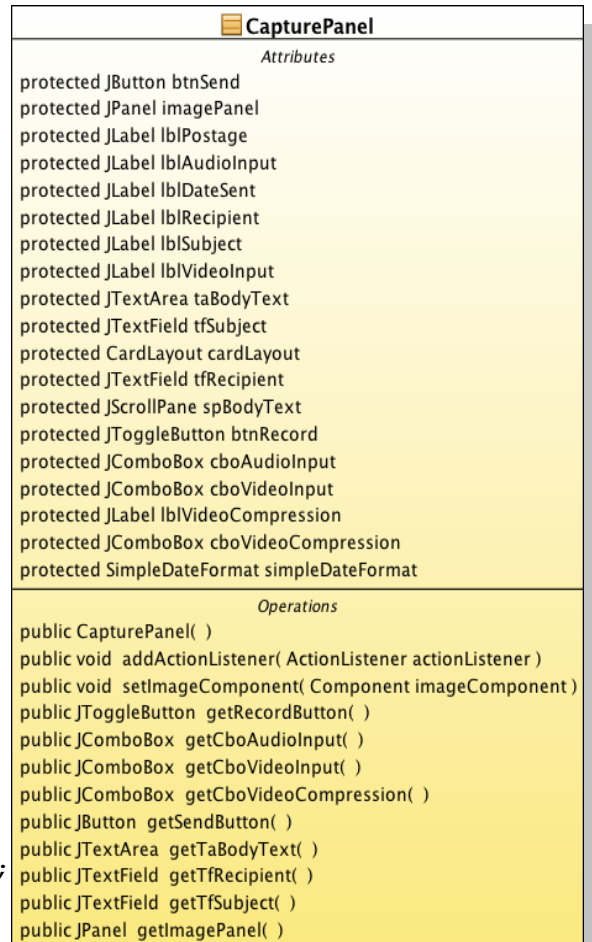 CapturePanel
Attributes
protected JButton btnSend
protected JPanel imagePanel
protected JLabel lblPostage
protected JLabel lblAudioInput
protected JLabel lblDateSent
protected JLabel lblRecipient
protected JLabel lblSubject
protected JLabel lblVideoInput
protected JTextArea taBodyText
protected JTextField tfSubject
protected CardLayout cardLayout
protected JTextField tfRecipient
protected JScrollPane spBodyText
protected JToggleButton btnRecord
protected JComboBox cboAudioInput
protected JComboBox cboVideoInput
protected JLabel lblVideoCompression
protected JComboBox cboVideoCompression
protected SimpleDateFormat simpleDateFormat
Operations
public CapturePanel( )
public void addActionListener( ActionListener actionListener )
public void setImageComponent( Component imageComponent )
public JToggleButton getRecordButton( )
public JComboBox getCboAudioInput( )
public JComboBox getCboVideoInput( )
public JComboBox getCboVideoCompression( )
public JButton getSendButton( )
public JTextArea getTaBodyText( )
;
public JTextField getTfRecipient( )
public JTextField getTfSubject( )
public JPanel getImagePanel( )